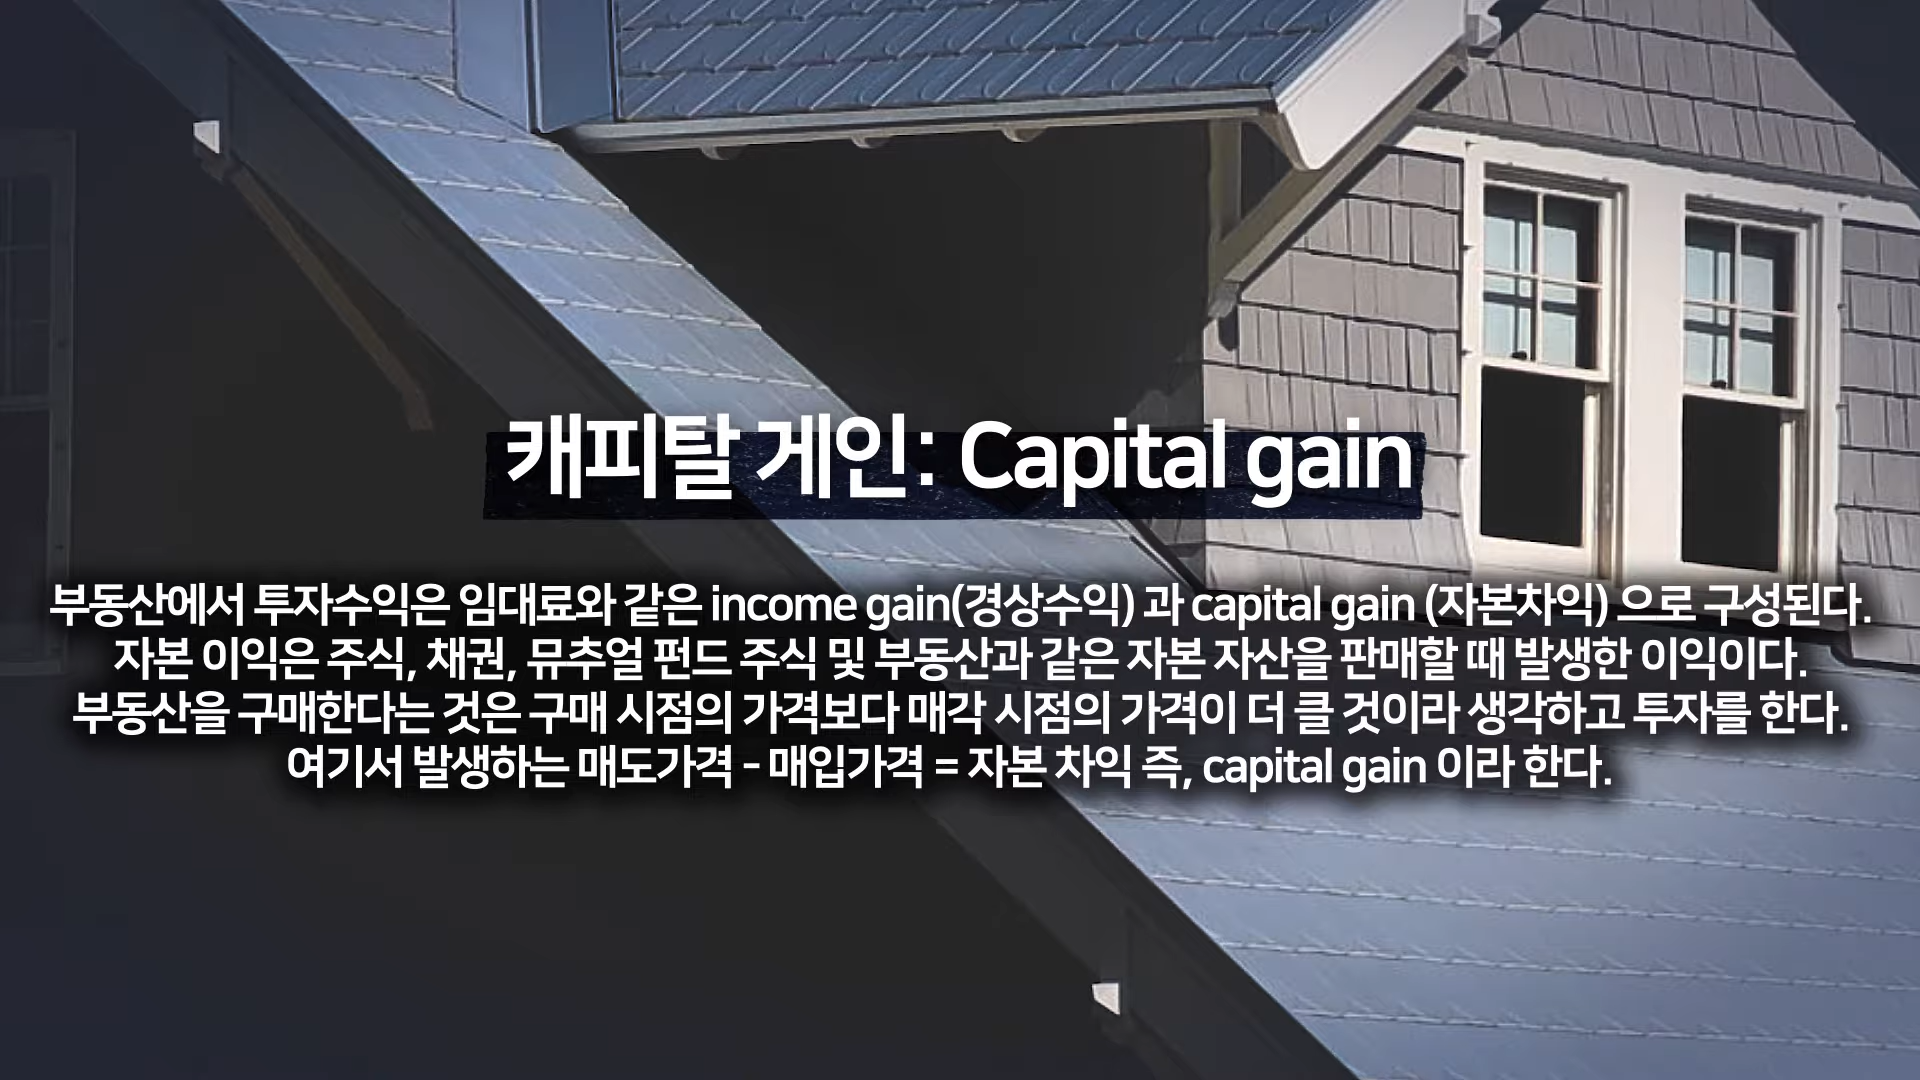 캐피탈 게인: Capital gain
부동산에서 투자수익은 임대료와 같은 income gain(경상수익) 과 capital gain (자본차익) 으로 구성된다.
자본 이익은 주식, 채권, 뮤추얼 펀드 주식 및 부동산과 같은 자본 자산을 판매할 때 발생한 이익이다.
부동산을 구매한다는 것은 구매 시점의 가격보다 매각 시점의 가격이 더 클 것이라 생각하고 투자를 한다.
여기서 발생하는 매도가격 - 매입가격 = 자본 차익 즉, capital gain 이라 한다.